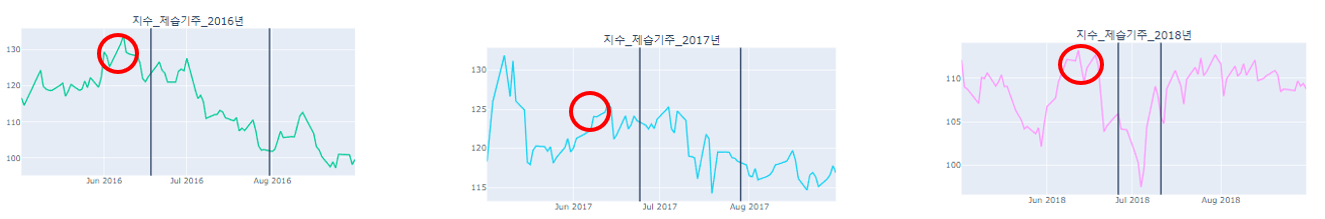 지수_제습기주_2016년
130
120
110
100
Jun 2016
Jul 2016
Aug 2016
지수_제습기주_2017년
130
125
120
115
Jun 2017
Jul 2017
Aug 2017
지수_제습기주_2018년
110
105
100
Jun 2018
Jul 2018
Aug 2018